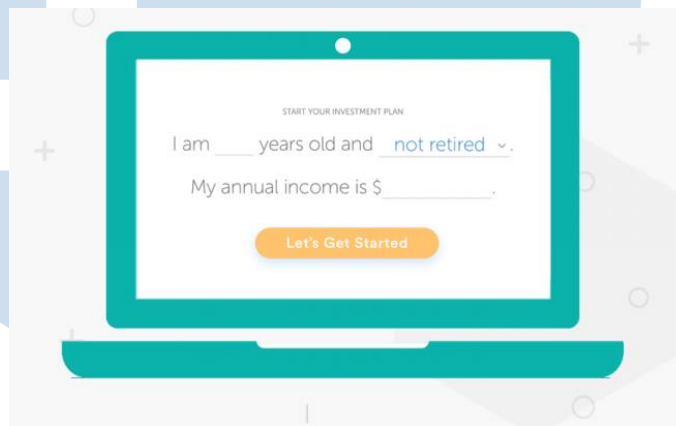 START YOUR INVESTMENT PLAN
I am ____ years old and not retired.
My annual income is $__________.
Let's Get Started